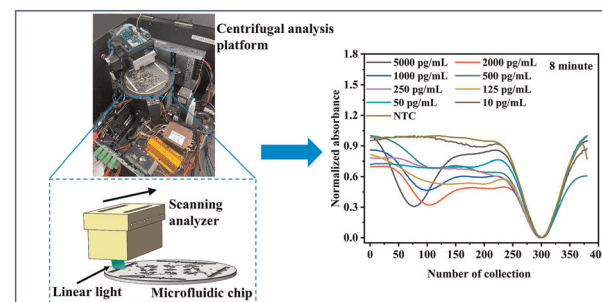 Centrifugal analysis
platform
Scanning
analyzer
Linear light
Microfluidic chip
Normalized absorbance
1.8
1.5
1.2
0.9
0.6
0.3
0.0
5000 pg/mL
2000 pg/mL
1000 pg/mL
500 pg/mL
250 pg/mL
125 pg/mL
50 pg/mL
10 pg/mL
NTC
8 minute
0 50 100 150 200 250 300 350 400
Number of collection